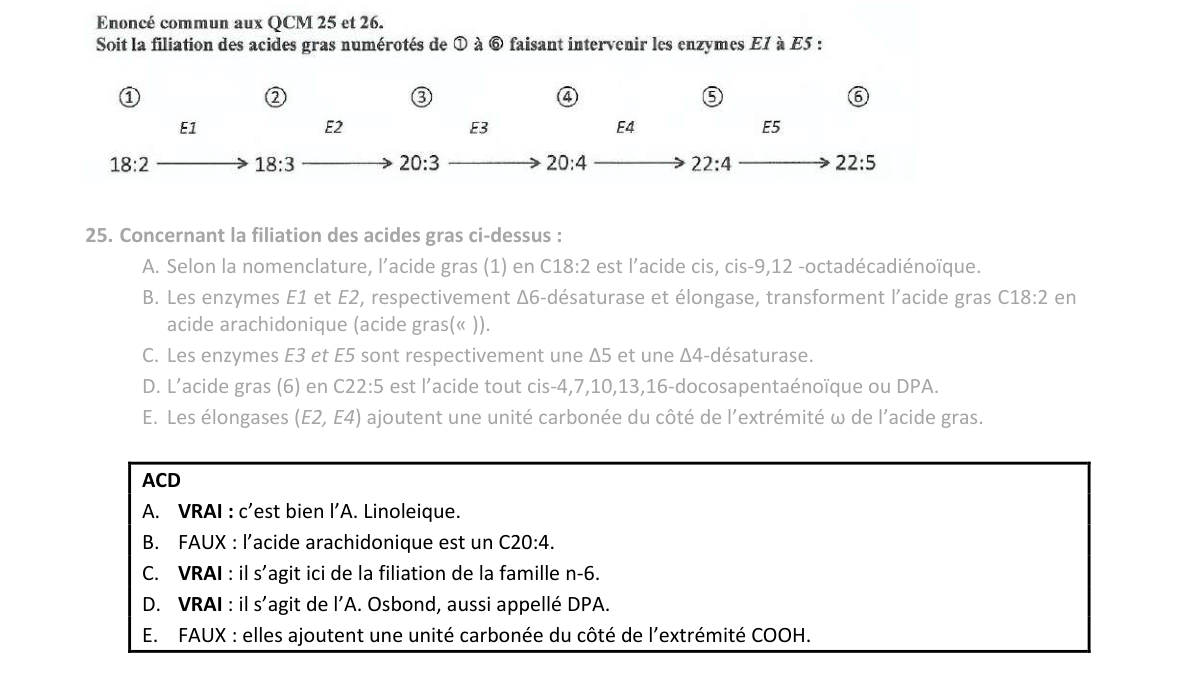 Enoncé commun aux QCM 25 et 26.
Soit la filiation des acides gras numérotés de ① à ⑥ faisant intervenir les enzymes E1 à E5 :
① ② ③ ④ ⑤ ⑥
E1 E2 E3 E4 E5
18:2 → 18:3 → 20:3 → 20:4 → 22:4 → 22:5
25. Concernant la filiation des acides gras ci-dessus :
A. Selon la nomenclature, l’acide gras (1) en C18:2 est l’acide cis, cis-9,12 -octadécadiénoïque.
B. Les enzymes E1 et E2, respectivement Δ6-désaturase et élongase, transforment l’acide gras C18:2 en
acide arachidonique (acide gras(« )).
C. Les enzymes E3 et E5 sont respectivement une Δ5 et une Δ4-désaturase.
D. L’acide gras (6) en C22:5 est l’acide tout cis-4,7,10,13,16-docosapentaénoïque ou DPA.
E. Les élongases (E2, E4) ajoutent une unité carbonée du côté de l’extrémité ω de l’acide gras.
ACD
A. VRAI : c’est bien l’A. Linoleique.
B. FAUX : l’acide arachidonique est un C20:4.
C. VRAI : il s’agit ici de la filiation de la famille n-6.
D. VRAI : il s’agit de l’A. Osbond, aussi appellé DPA.
E. FAUX : elles ajoutent une unité carbonée du côté de l’extrémité COOH.